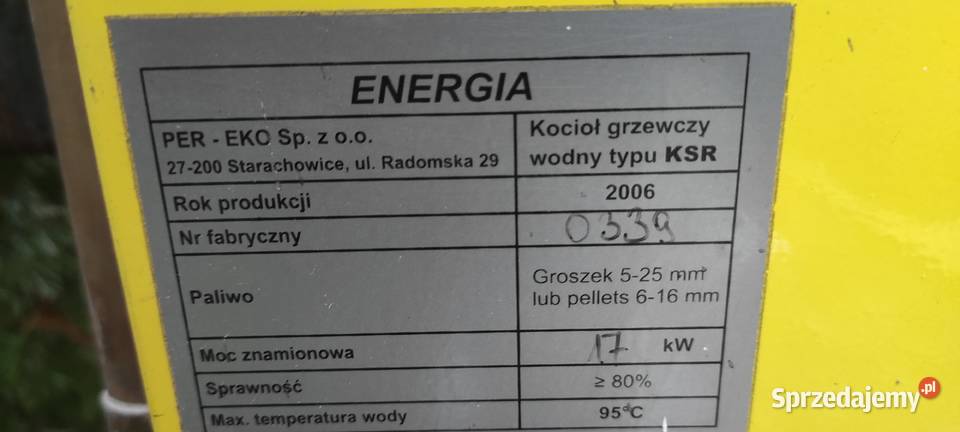 ENERGIA
PER - EKO Sp. z o.o.
27-200 Starachowice, ul. Radomska 29
Kocioł grzewczy
wodny typu KSR
Rok produkcji
2006
Nr fabryczny
0339
Paliwo
Groszek 5-25 mm
lub pellets 6-16 mm
Moc znamionowa
17 kW
Sprawność
≥ 80%
Max. temperatura wody
95°C
Sprzedajemy.pl